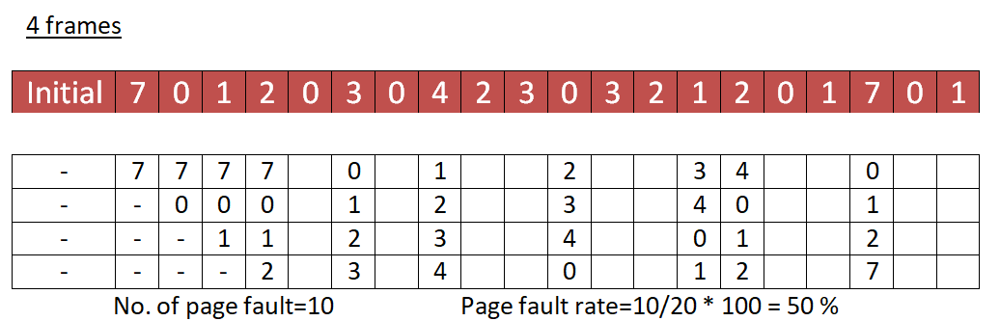 4 frames
Initial 7 0 1 2 0 3 0 4 2 3 0 3 2 1 2 0 1 7 0 1
- 7 7 7 7 0 1 2 3 4 0
- - 0 0 0 1 2 3 4 0 1
- - - 1 1 2 3 4 0 1 2
- - - - 2 3 4 0 1 2 7
No. of page fault=10 Page fault rate=10/20 * 100 = 50 %